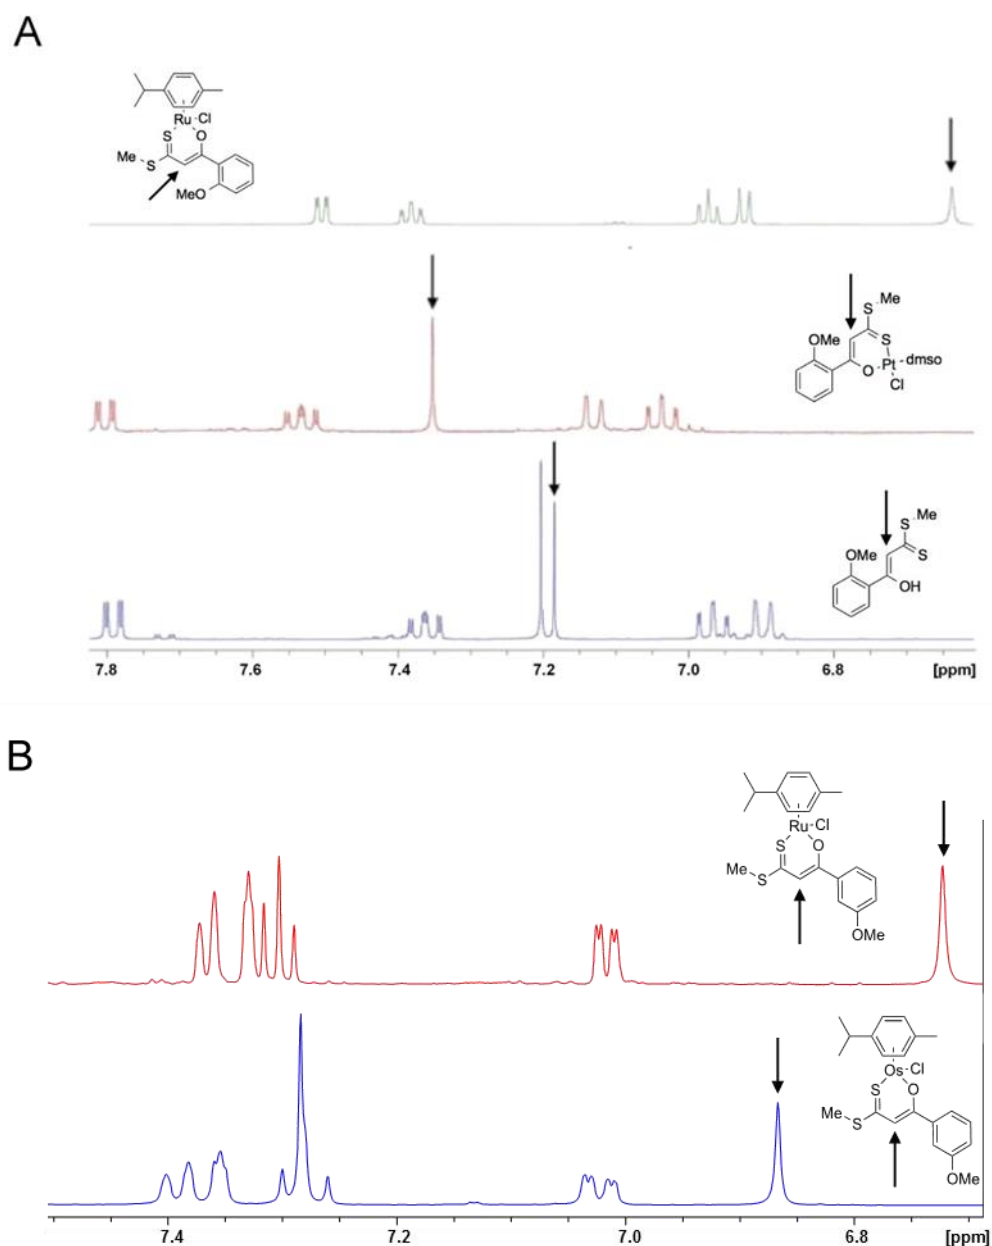 A
Ru Cl
S O
Me
S
MeO
S Me
OMe
S
O Pt dmso
Cl
S Me
OMe
S
OH
7.8 7.6 7.4 7.2 7.0 6.8 [ppm]
B
Ru Cl
S O
Me
S
OMe
Os Cl
S O
Me
S
OMe
7.4 7.2 7.0 6.8 [ppm]